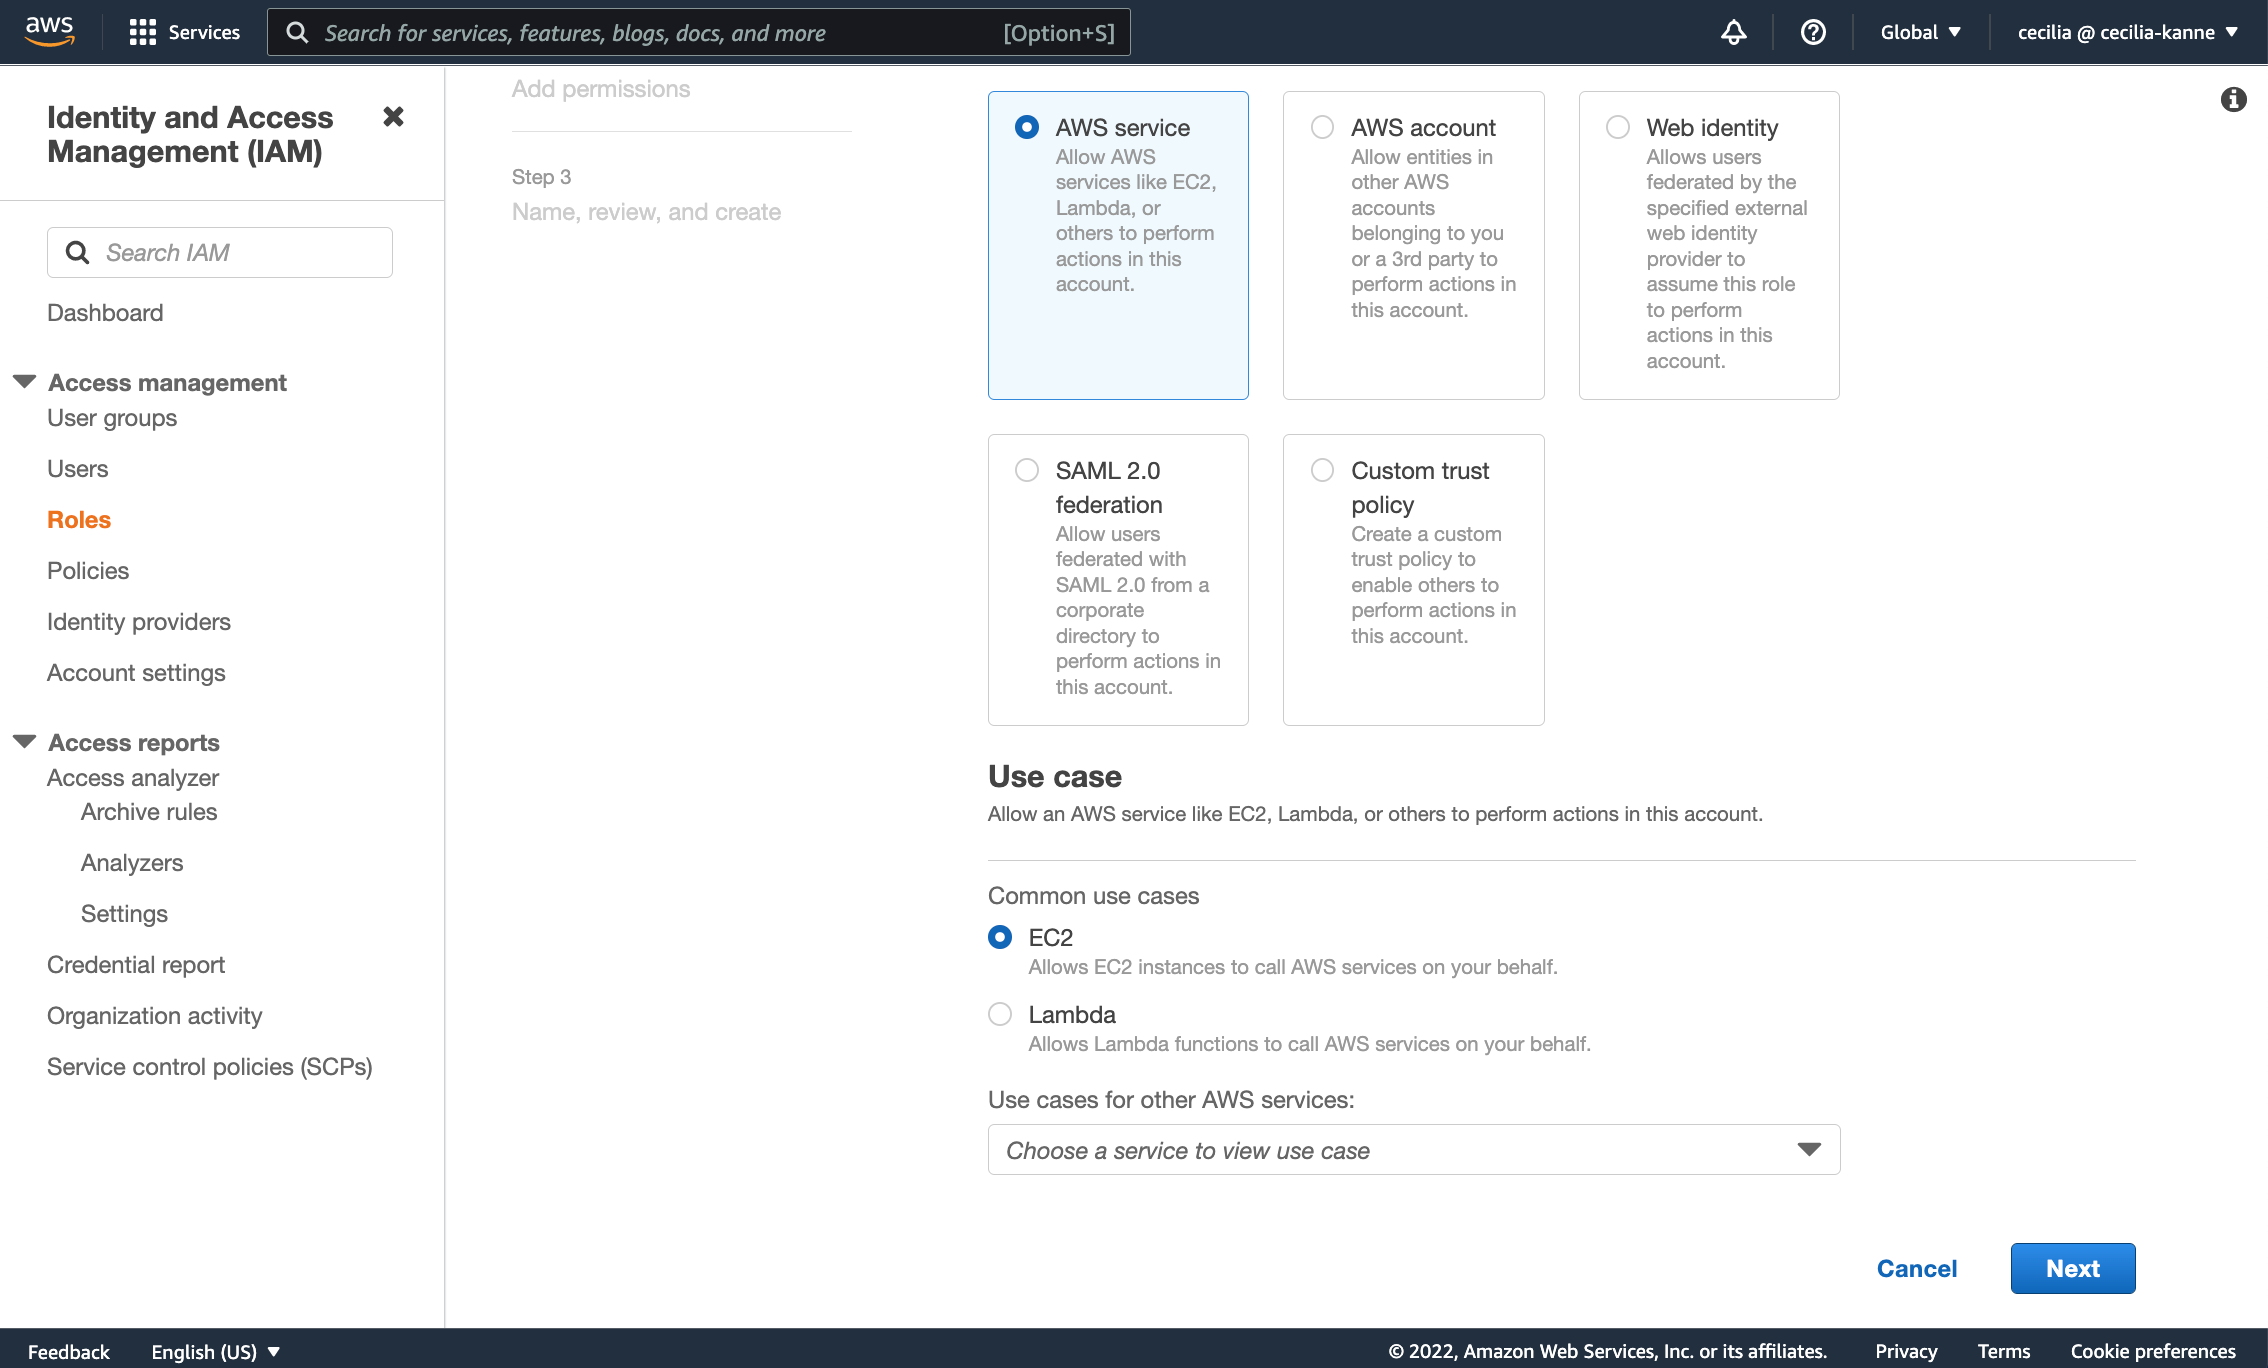 aws
Services
Search for services, features, blogs, docs, and more
[Option+S]
Global
cecilia @ cecilia-kanne
Identity and Access
Management (IAM)
Search IAM
Dashboard
Access management
User groups
Users
Roles
Policies
Identity providers
Account settings
Access reports
Access analyzer
Archive rules
Analyzers
Settings
Credential report
Organization activity
Service control policies (SCPs)
Add permissions
Step 3
Name, review, and create
AWS service
Allow AWS
services like EC2,
Lambda, or
others to perform
actions in this
account.
AWS account
Allow entities in
other AWS
accounts
belonging to you
or a 3rd party to
perform actions in
this account.
Web identity
Allows users
federated by the
specified external
web identity
provider to
assume this role
to perform
actions in this
account.
SAML 2.0
federation
Allow users
federated with
SAML 2.0 from a
corporate
directory to
perform actions in
this account.
Custom trust
policy
Create a custom
trust policy to
enable others to
perform actions in
this account.
Use case
Allow an AWS service like EC2, Lambda, or others to perform actions in this account.
Common use cases
EC2
Allows EC2 instances to call AWS services on your behalf.
Lambda
Allows Lambda functions to call AWS services on your behalf.
Use cases for other AWS services:
Choose a service to view use case
Cancel
Next
Feedback
English (US)
© 2022, Amazon Web Services, Inc. or its affiliates.
Privacy
Terms
Cookie preferences